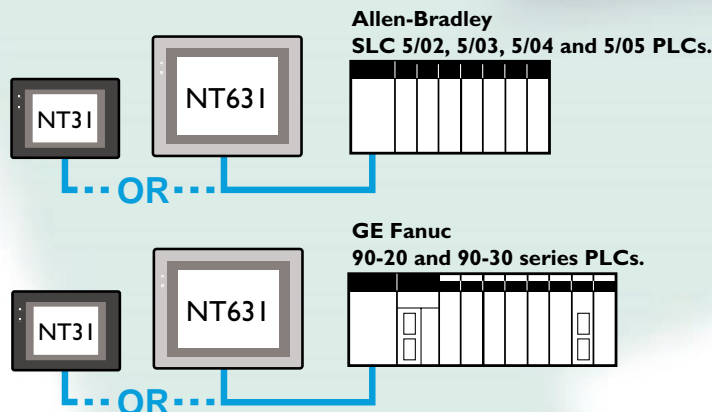 Allen-Bradley
SLC 5/02, 5/03, 5/04 and 5/05 PLCs.
NT31
NT631
OR
GE Fanuc
90-20 and 90-30 series PLCs.
NT31
NT631
OR